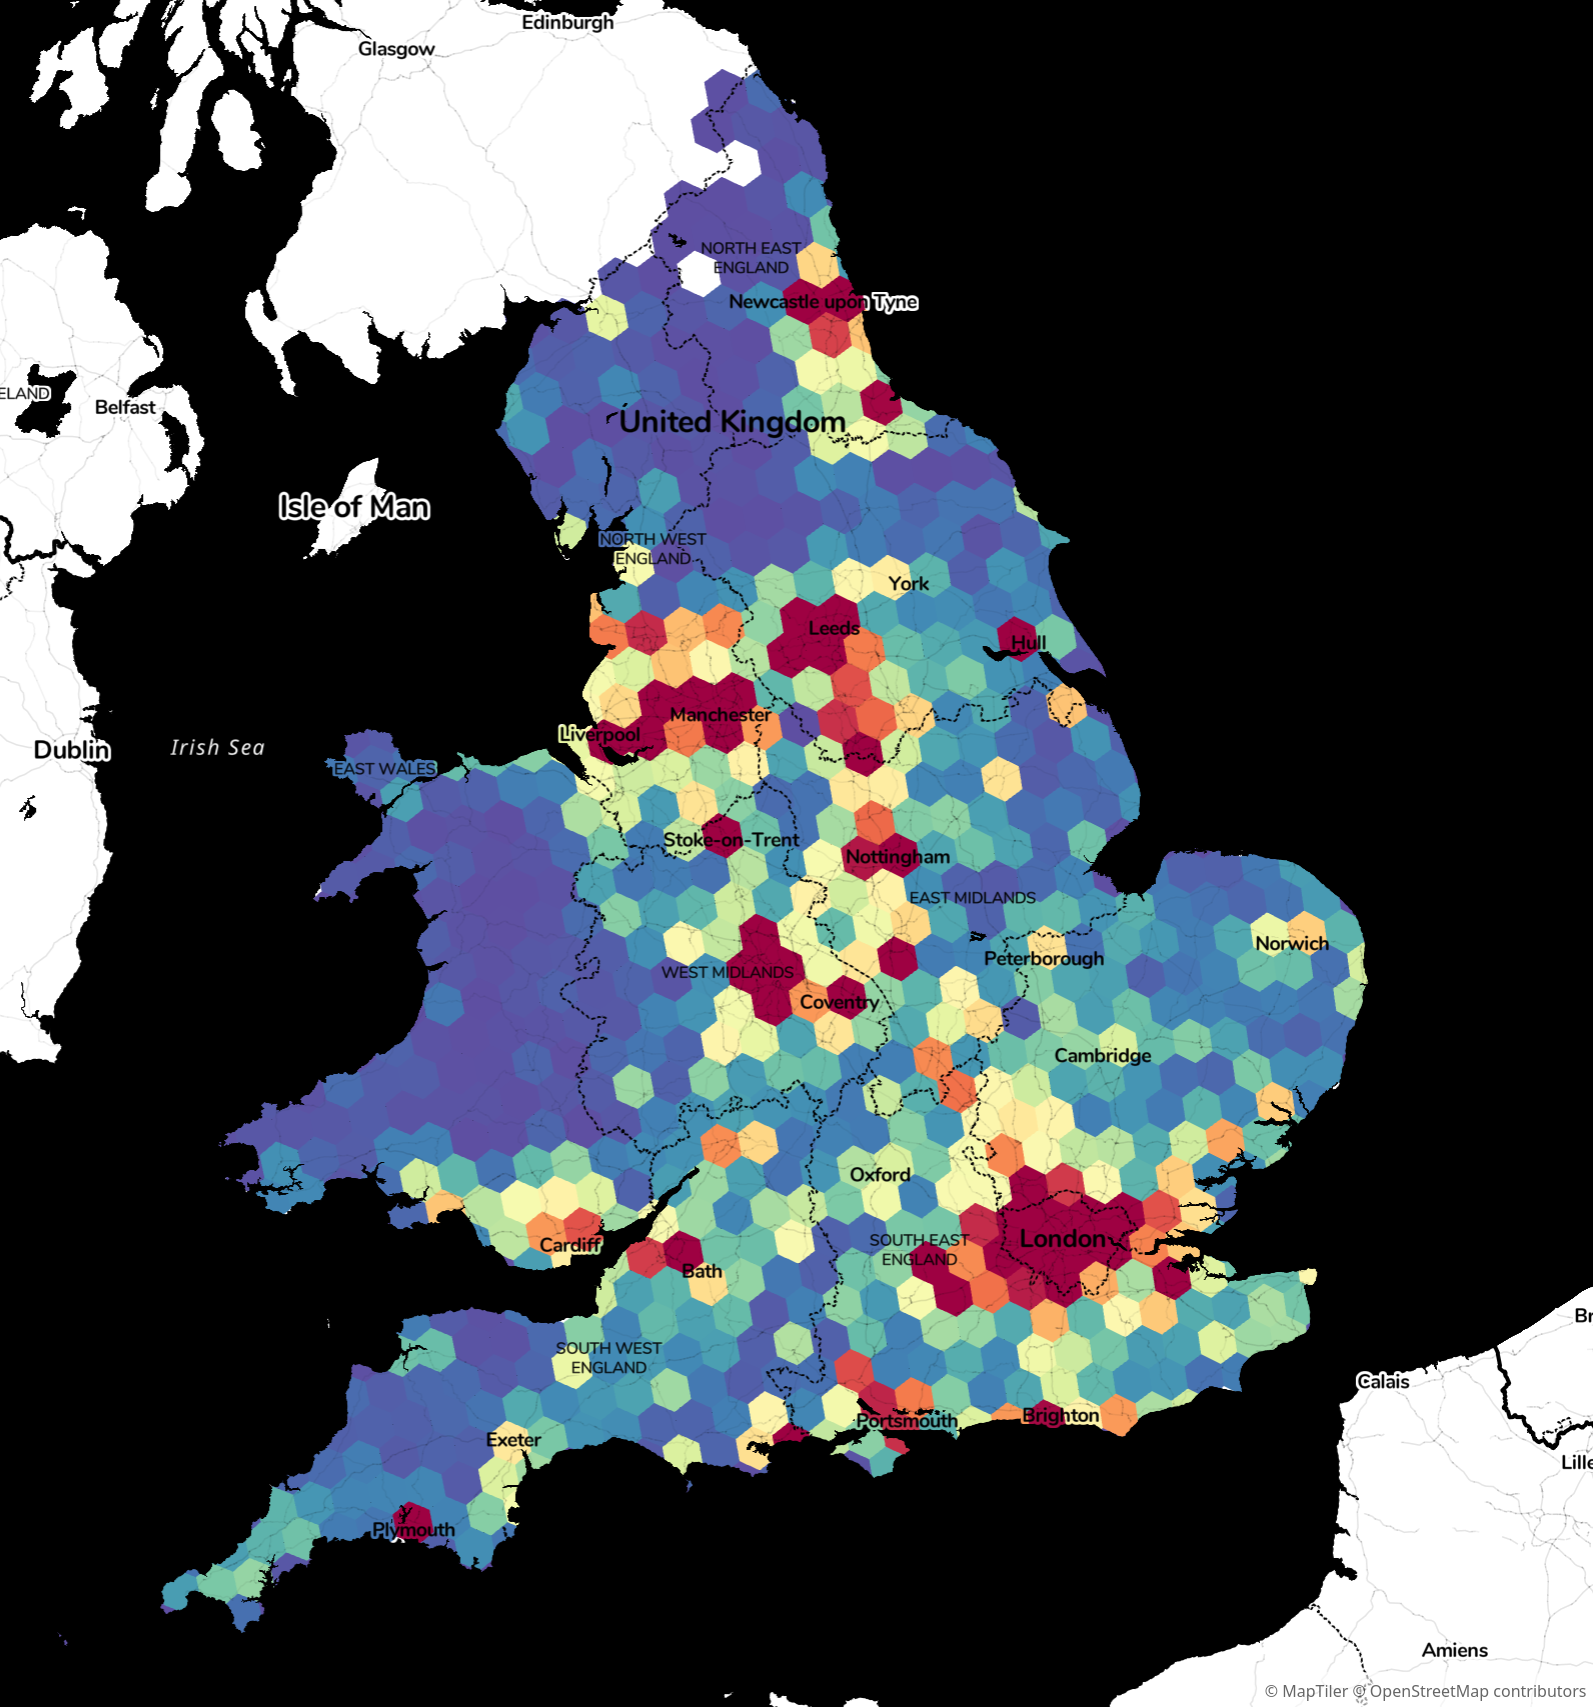 Edinburgh
Glasgow
NORTH EAST
ENGLAND
Newcastle upon Tyne
ELAND
Belfast
United Kingdom
Isle of Man
NORTH WEST
ENGLAND
York
Leeds
Hull
Manchester
Liverpool
Dublin
Irish Sea
EAST WALES
Stoke-on-Trent
Nottingham
EAST MIDLANDS
Norwich
Peterborough
WEST MIDLANDS
Coventry
Cambridge
Oxford
Cardiff
SOUTH EAST
ENGLAND
London
Bath
Br
SOUTH WEST
ENGLAND
Calais
Portsmouth
Brighton
Exeter
Lille
Plymouth
Amiens
© MapTiler © OpenStreetMap contributors